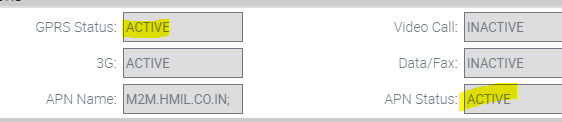 GPRS Status: ACTIVE Video Call: INACTIVE
3G: ACTIVE Data/Fax: INACTIVE
APN Name: M2M.HMIL.CO.IN; APN Status: ACTIVE